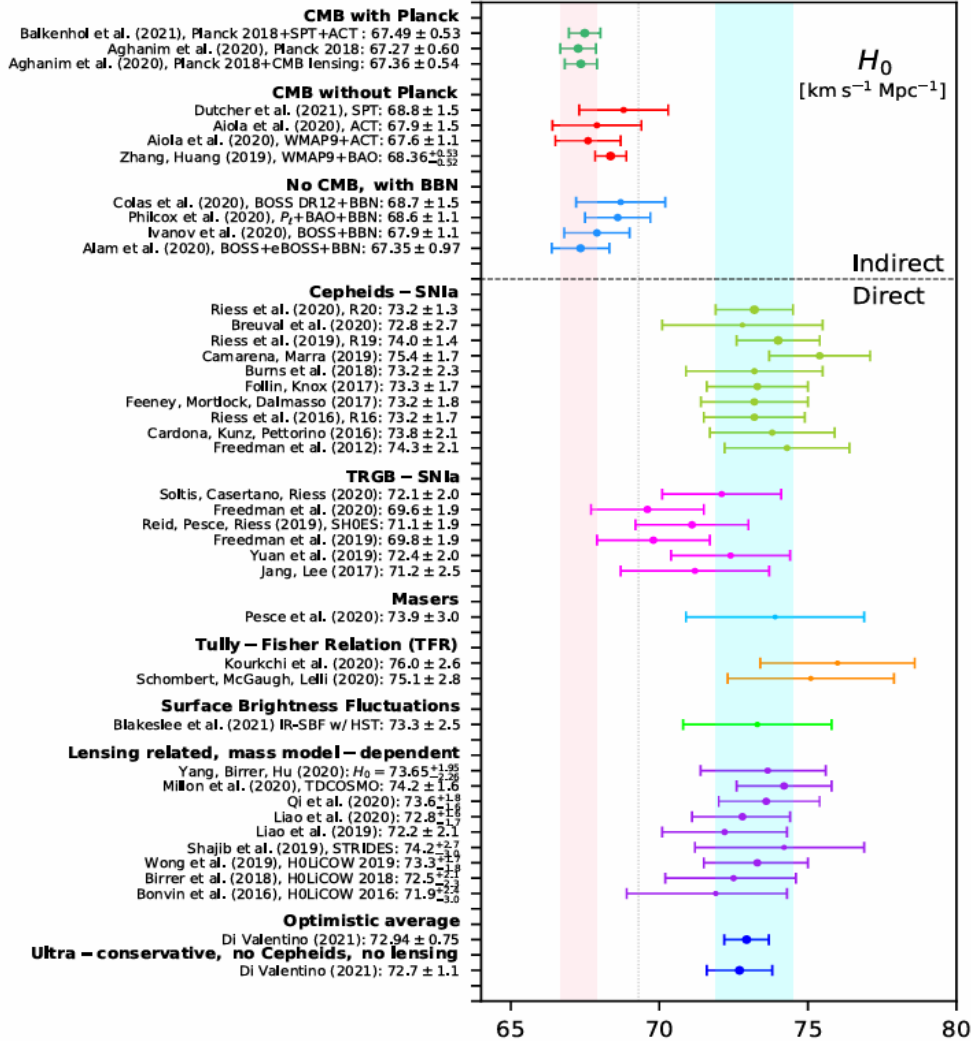 CMB with Planck
Balkenhol et al. (2021), Planck 2018+SPT+ACT: 67.49 ± 0.53
Aghanim et al. (2020), Planck 2018: 67.27 ± 0.60
Aghanim et al. (2020), Planck 2018+CMB lensing: 67.36 ± 0.54
CMB without Planck
Dutcher et al. (2021), SPT: 68.8 ± 1.5
Aiola et al. (2020), ACT: 67.9 ± 1.5
Aiola et al. (2020), WMAP9+ACT: 67.6 ± 1.1
Zhang, Huang (2019), WMAP9+BAO: 68.36+0.53−0.52
No CMB, with BBN
Colas et al. (2020), BOSS DR12+BBN: 68.7 ± 1.5
Philcox et al. (2020), Pℓ+BAO+BBN: 68.6 ± 1.1
Ivanov et al. (2020), BOSS+BBN: 67.9 ± 1.1
Alam et al. (2020), BOSS+eBOSS+BBN: 67.35 ± 0.97
H0
[km s−1 Mpc−1]
Indirect
Direct
Cepheids − SNIa
Riess et al. (2020), R20: 73.2 ± 1.3
Breuval et al. (2020): 72.8 ± 2.7
Riess et al. (2019), R19: 74.0 ± 1.4
Camarena, Marra (2019): 75.4 ± 1.7
Burns et al. (2018): 73.2 ± 2.3
Follin, Knox (2017): 73.3 ± 1.7
Feeney, Mortlock, Dalmasso (2017): 73.2 ± 1.8
Riess et al. (2016), R16: 73.2 ± 1.7
Cardona, Kunz, Pettorino (2016): 73.8 ± 2.1
Freedman et al. (2012): 74.3 ± 2.1
TRGB − SNIa
Soltis, Casertano, Riess (2020): 72.1 ± 2.0
Freedman et al. (2020): 69.6 ± 1.9
Reid, Pesce, Riess (2019), SH0ES: 71.1 ± 1.9
Freedman et al. (2019): 69.8 ± 1.9
Yuan et al. (2019): 72.4 ± 2.0
Jang, Lee (2017): 71.2 ± 2.5
Masers
Pesce et al. (2020): 73.9 ± 3.0
Tully − Fisher Relation (TFR)
Kourkchi et al. (2020): 76.0 ± 2.6
Schombert, McGaugh, Lelli (2020): 75.1 ± 2.8
Surface Brightness Fluctuations
Blakeslee et al. (2021) IR-SBF w/ HST: 73.3 ± 2.5
Lensing related, mass model − dependent
Yang, Birrer, Hu (2020): H0 = 73.65+1.95−2.26
Millon et al. (2020), TDCOSMO: 74.2 ± 1.6
Qi et al. (2020): 73.6+1.8−1.6
Liao et al. (2020): 72.8+1.6−1.7
Liao et al. (2019): 72.2 ± 2.1
Shajib et al. (2019), STRIDES: 74.2+2.7−3.0
Wong et al. (2019), H0LiCOW 2019: 73.3+1.7−1.8
Birrer et al. (2018), H0LiCOW 2018: 72.5+2.1−2.3
Bonvin et al. (2016), H0LiCOW 2016: 71.9+2.4−3.0
Optimistic average
Di Valentino (2021): 72.94 ± 0.75
Ultra − conservative, no Cepheids, no lensing
Di Valentino (2021): 72.7 ± 1.1
65 70 75 80